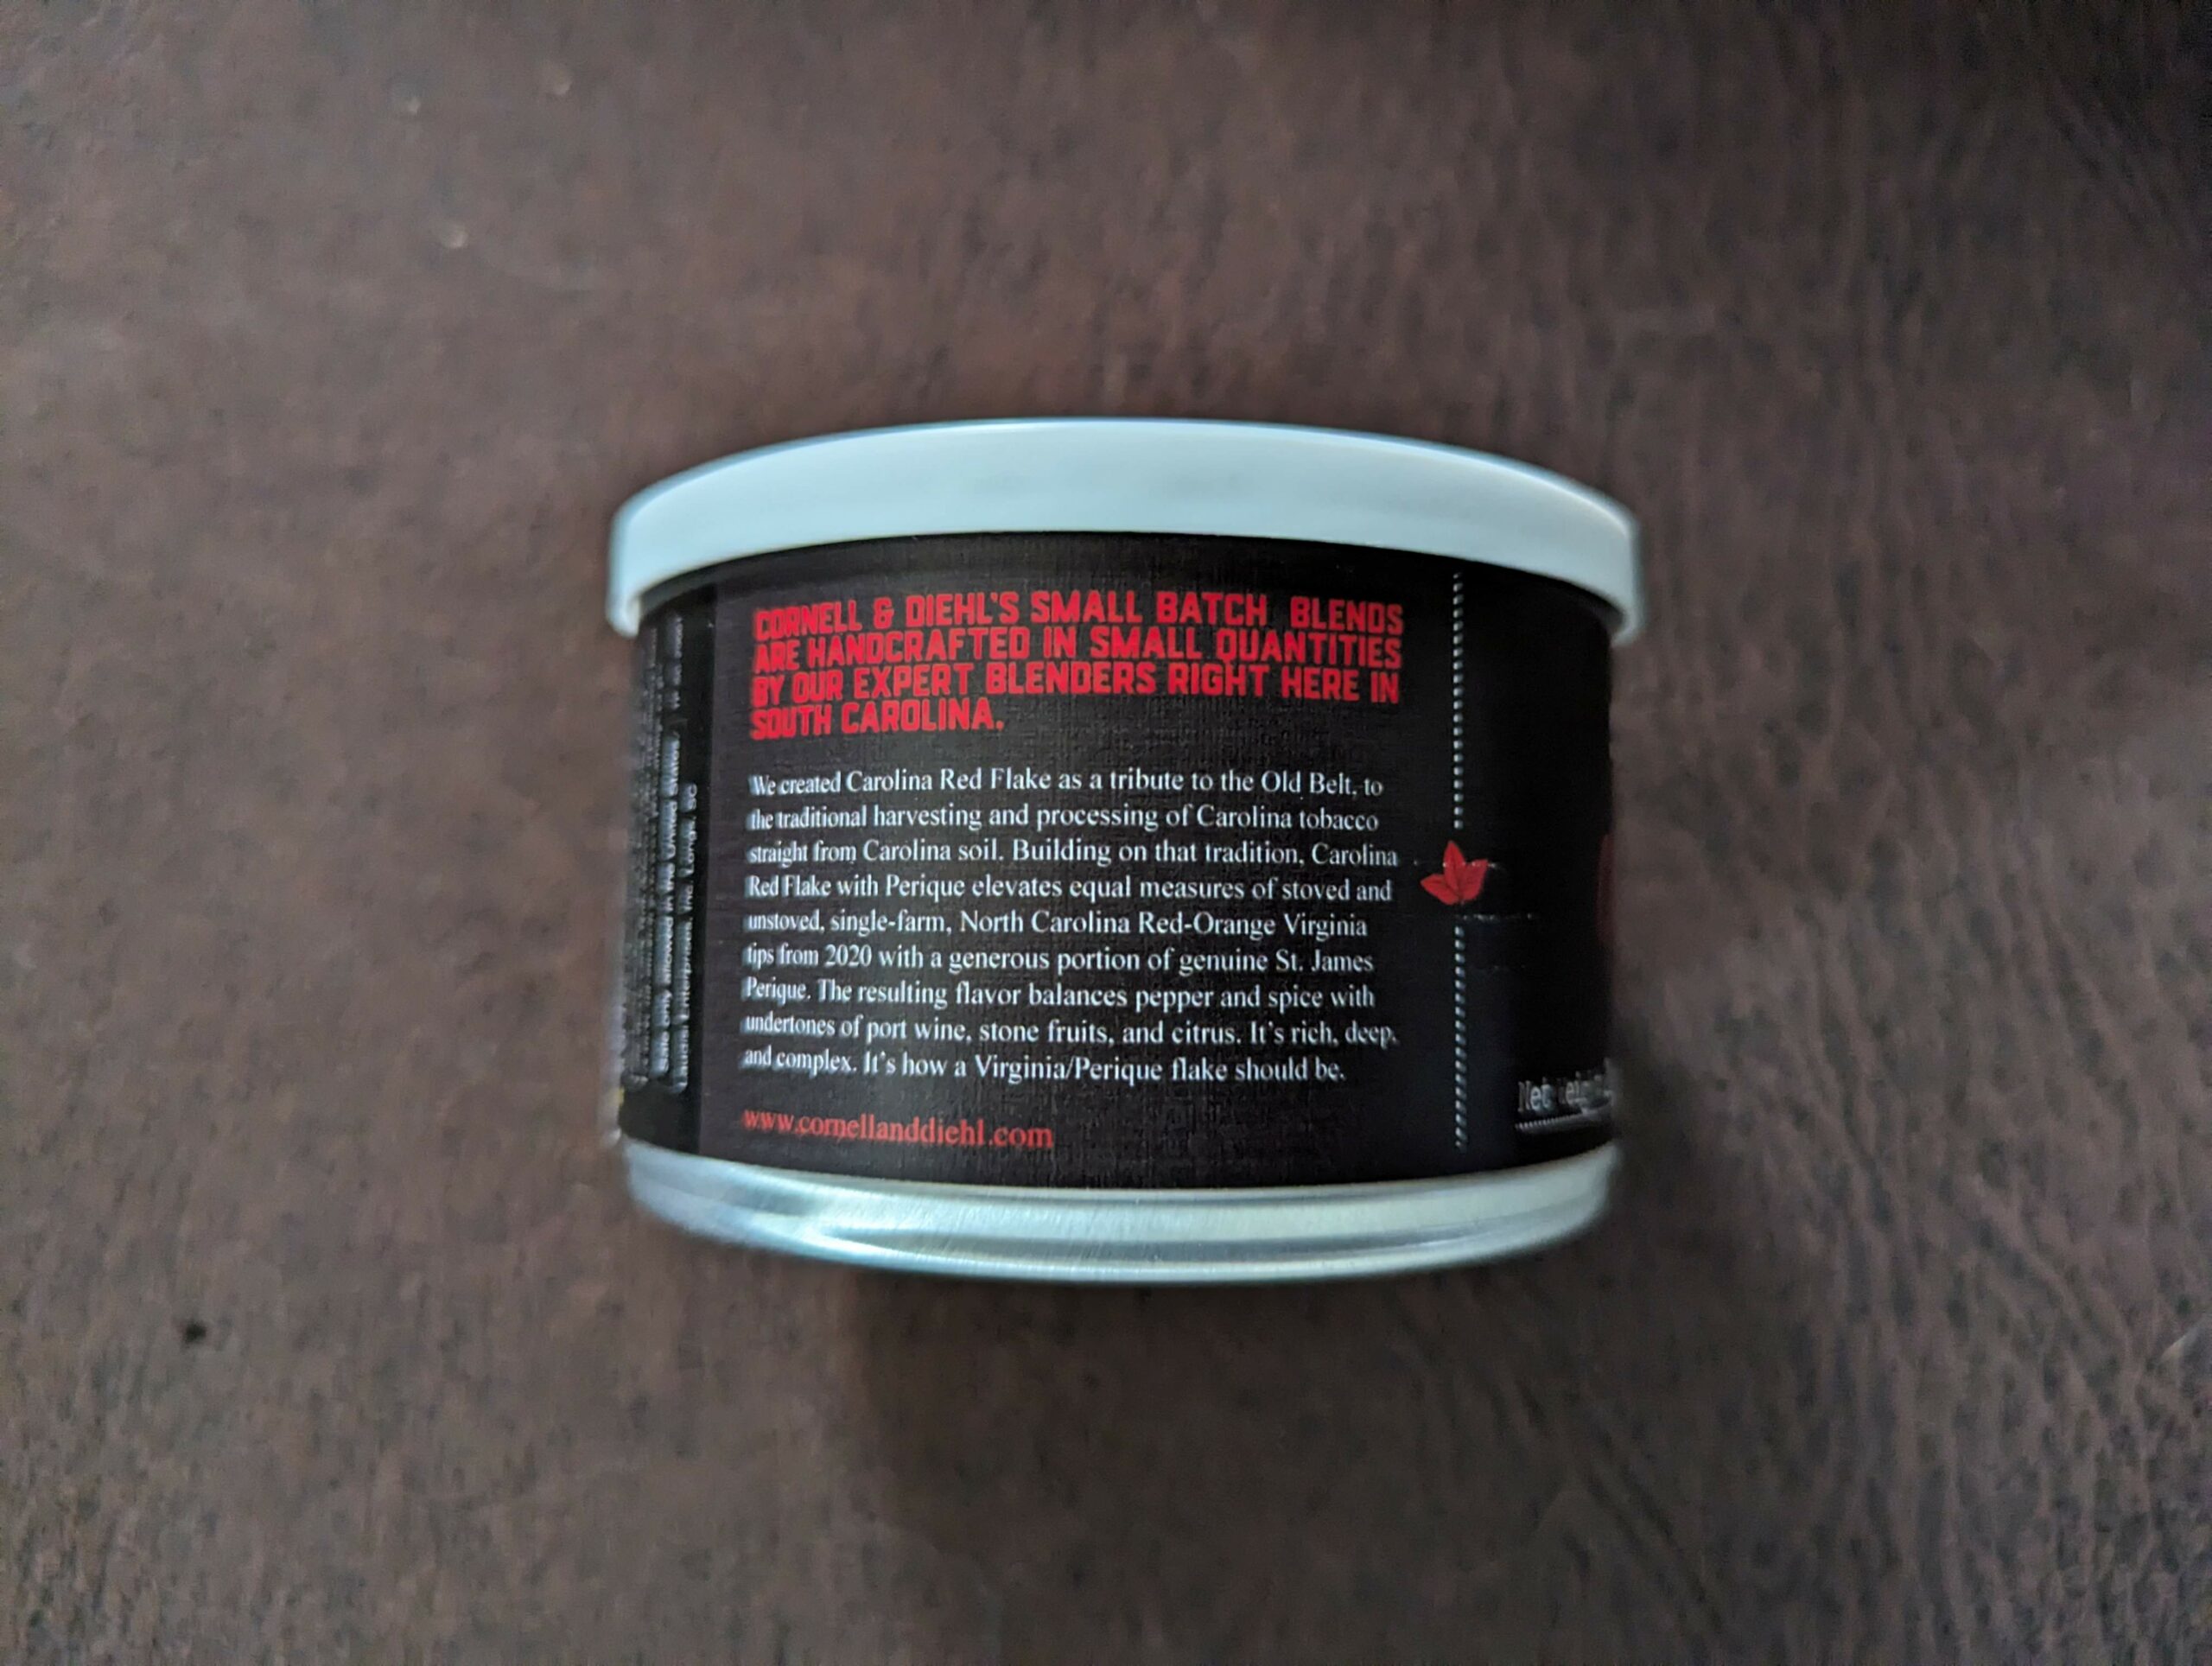 CORNELL & DIEHL'S SMALL BATCH BLENDS
ARE HANDCRAFTED IN SMALL QUANTITIES
BY OUR EXPERT BLENDERS RIGHT HERE IN
SOUTH CAROLINA.
We created Carolina Red Flake as a tribute to the Old Belt, to
the traditional harvesting and processing of Carolina tobacco
straight from Carolina soil. Building on that tradition, Carolina
Red Flake with Perique elevates equal measures of stoved and
unstoved, single-farm, North Carolina Red-Orange Virginia
tips from 2020 with a generous portion of genuine St. James
Perique. The resulting flavor balances pepper and spice with
undertones of port wine, stone fruits, and citrus. It's rich, deep,
and complex. It's how a Virginia/Perique flake should be.
www.cornellanddiehl.com
Net